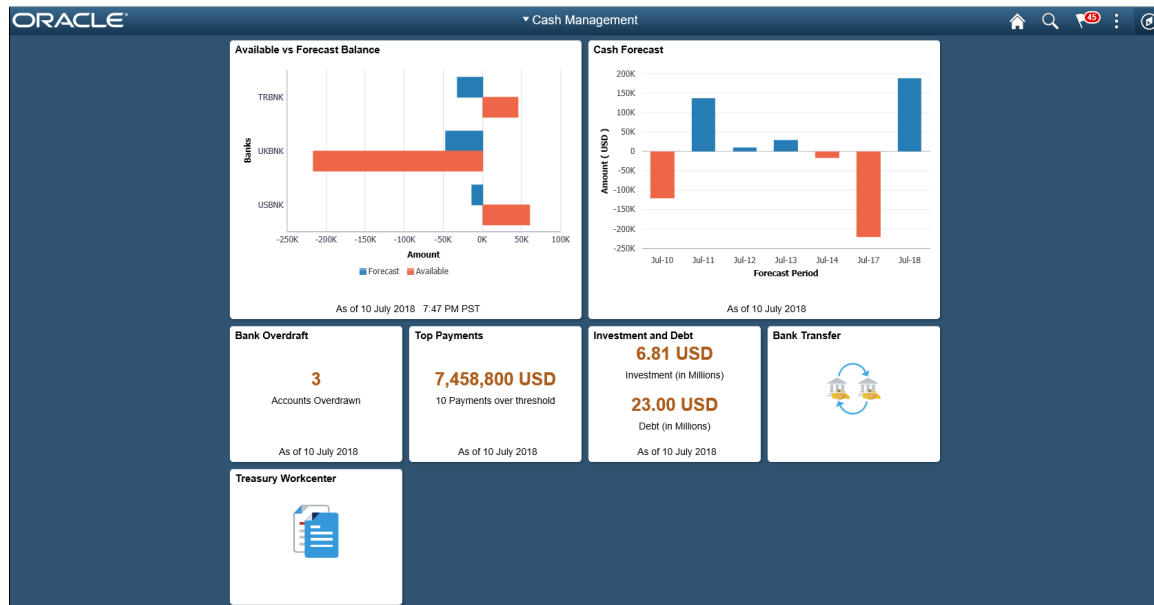 ORACLE
Cash Management
45
Available vs Forecast Balance
Banks
TRBNK
UKBNK
USBNK
-250K -200K -150K -100K -50K 0K 50K 100K
Amount
Forecast Available
As of 10 July 2018 7:47 PM PST
Cash Forecast
Amount ( USD )
200K
150K
100K
50K
0
-50K
-100K
-150K
-200K
-250K
Jul-10 Jul-11 Jul-12 Jul-13 Jul-14 Jul-17 Jul-18
Forecast Period
As of 10 July 2018
Bank Overdraft
3
Accounts Overdrawn
As of 10 July 2018
Top Payments
7,458,800 USD
10 Payments over threshold
As of 10 July 2018
Investment and Debt
6.81 USD
Investment (in Millions)
23.00 USD
Debt (in Millions)
As of 10 July 2018
Bank Transfer
Treasury Workcenter